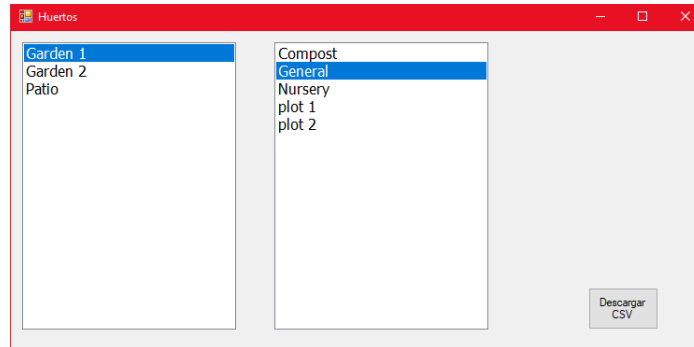 Huertos
Garden 1
Garden 2
Patio
Compost
General
Nursery
plot 1
plot 2
Descargar
CSV